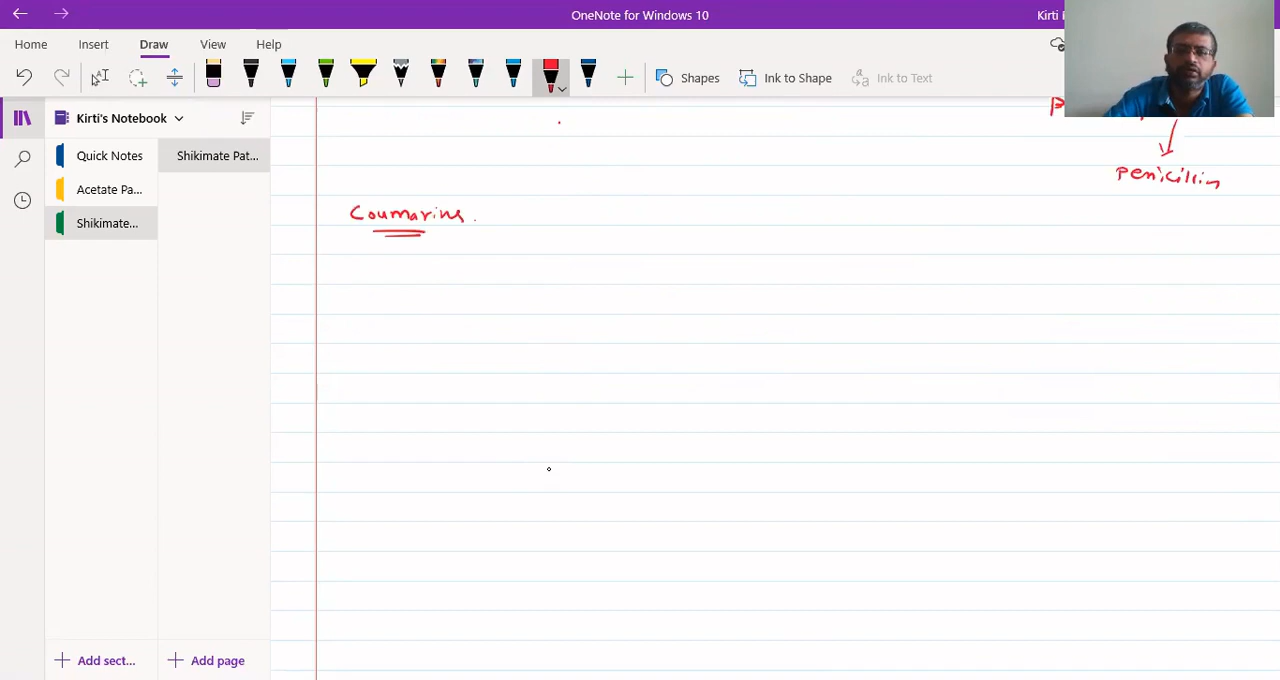 OneNote for Windows 10
Kirti
Home
Insert
Draw
View
Help
Shapes
Ink to Shape
Ink to Text
Kirti's Notebook
Quick Notes
Shikimate Pat...
Acetate Pa...
Shikimate...
Penicillin
Coumarins.
Add sect...
Add page